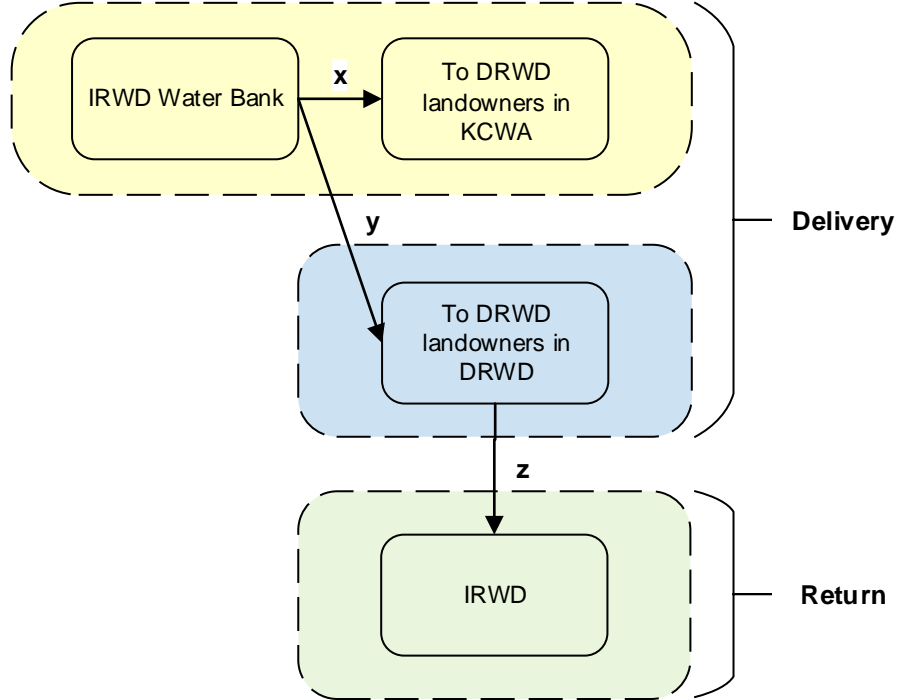 IRWD Water Bank
x
To DRWD
landowners in
KCWA
y
Delivery
To DRWD
landowners in
DRWD
z
IRWD
Return